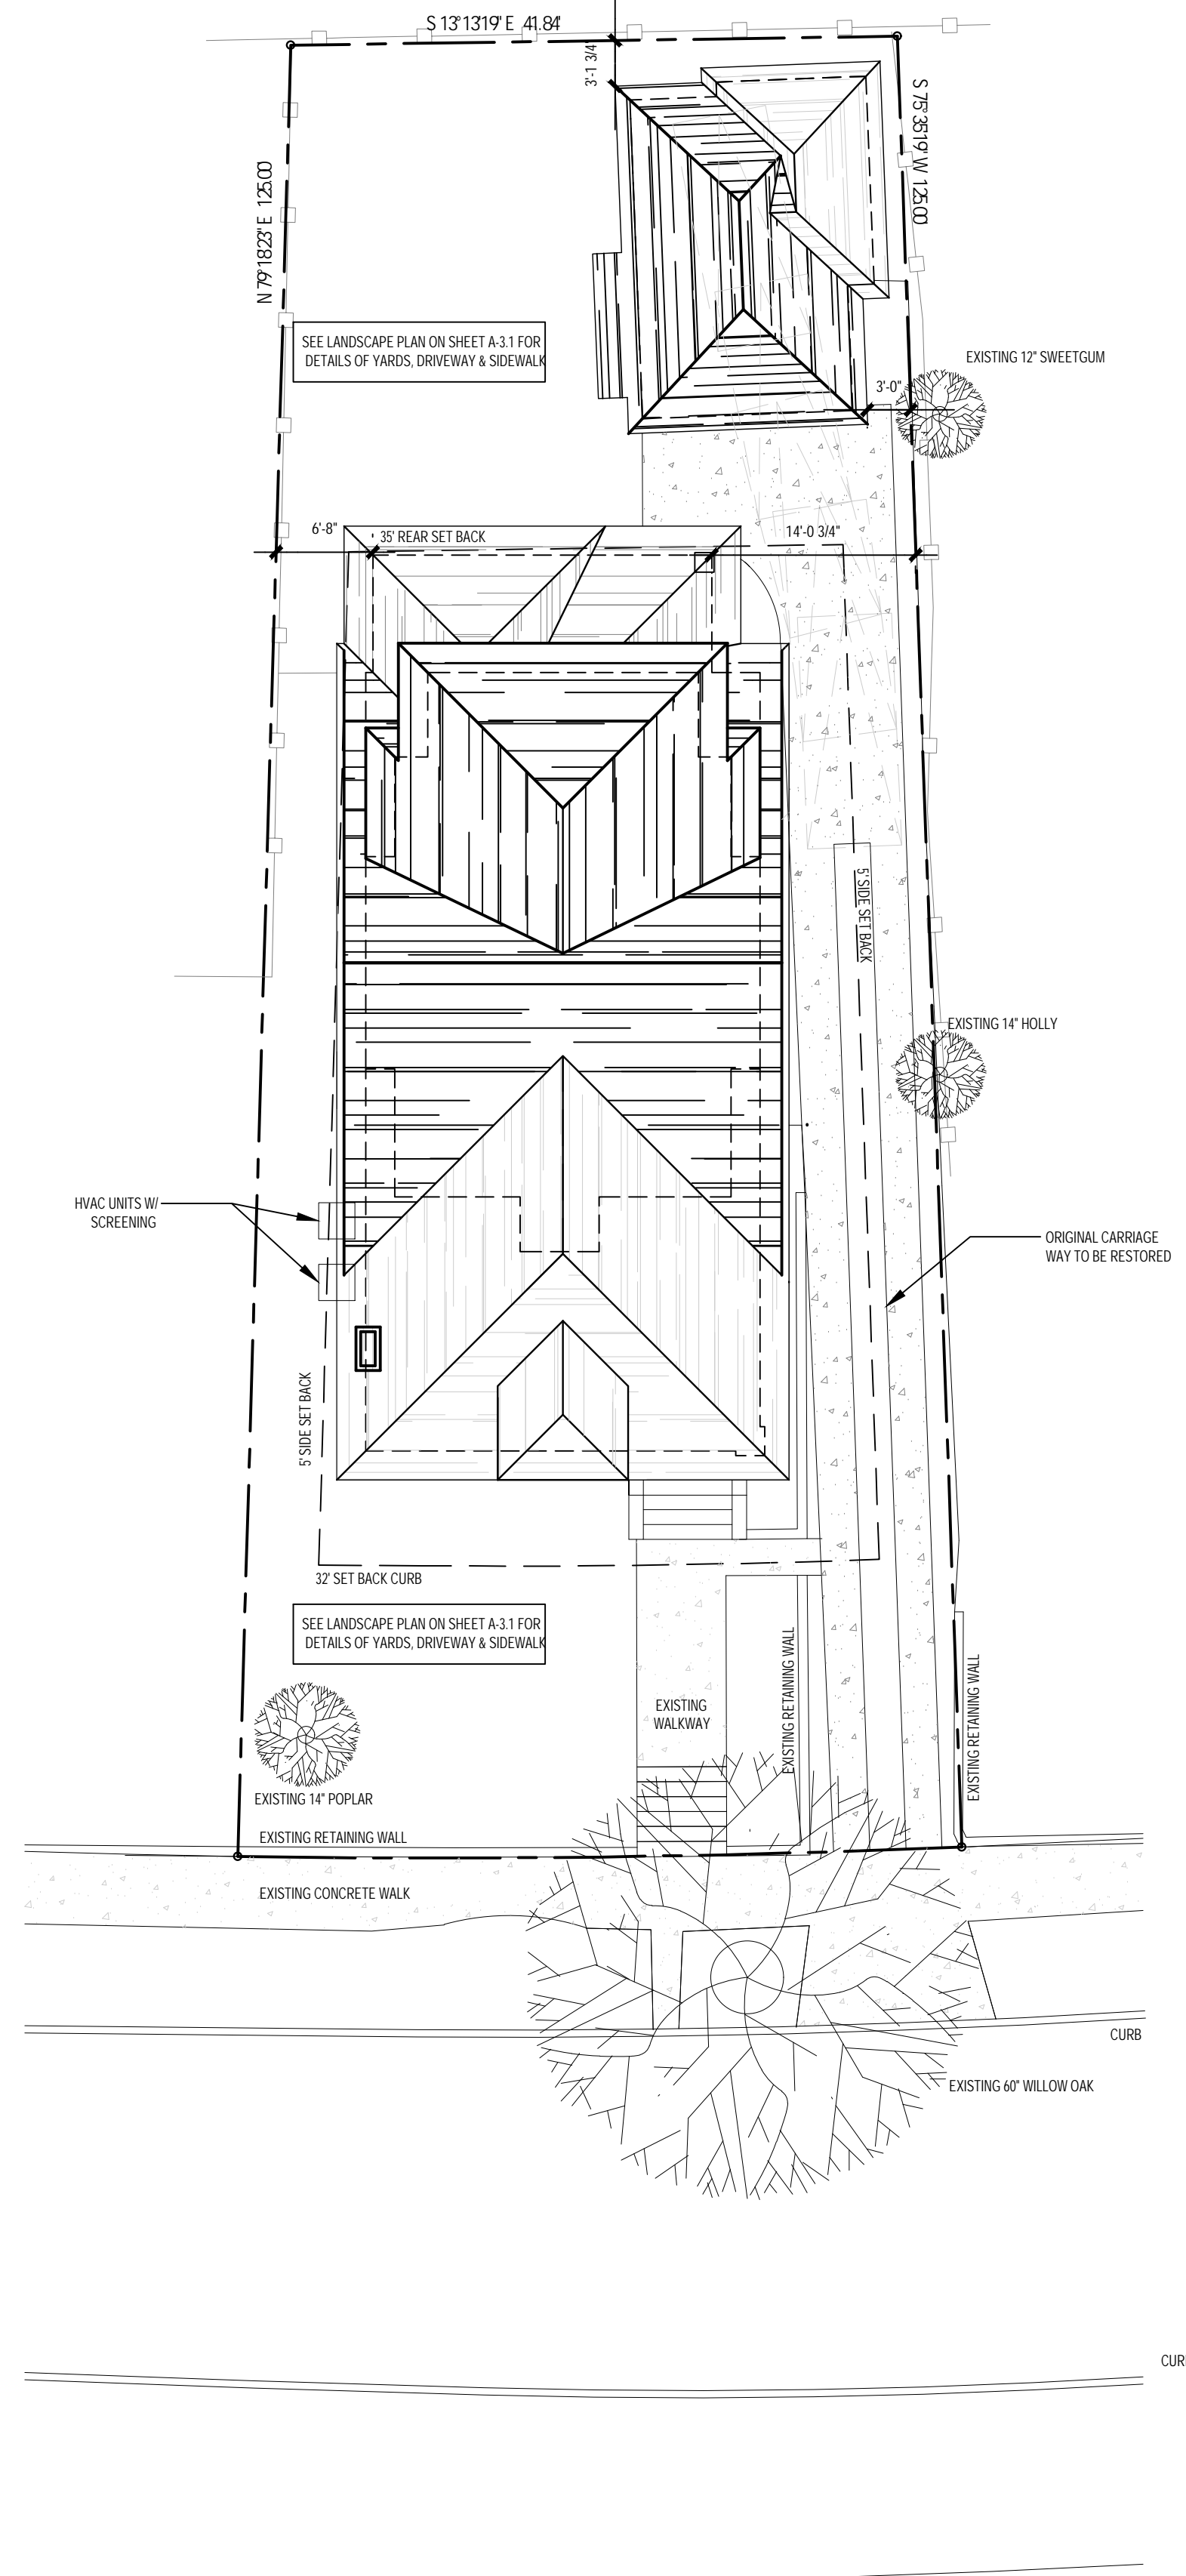 S 13°13'19" E 41.84'
3'-1 3/4"
S 75°35'19" W 125.00'
N 79°18'23" E 125.00'
SEE LANDSCAPE PLAN ON SHEET A-3.1 FOR
DETAILS OF YARDS, DRIVEWAY & SIDEWALK
EXISTING 12" SWEETGUM
3'-0"
6'-8"
35' REAR SET BACK
14'-0 3/4"
5' SIDE SET BACK
EXISTING 14" HOLLY
HVAC UNITS W/
SCREENING
ORIGINAL CARRIAGE
WAY TO BE RESTORED
5' SIDE SET BACK
32' SET BACK CURB
SEE LANDSCAPE PLAN ON SHEET A-3.1 FOR
DETAILS OF YARDS, DRIVEWAY & SIDEWALK
EXISTING RETAINING WALL
EXISTING RETAINING WALL
EXISTING
WALKWAY
EXISTING 14" POPLAR
EXISTING RETAINING WALL
EXISTING CONCRETE WALK
CURB
EXISTING 60" WILLOW OAK
CUR